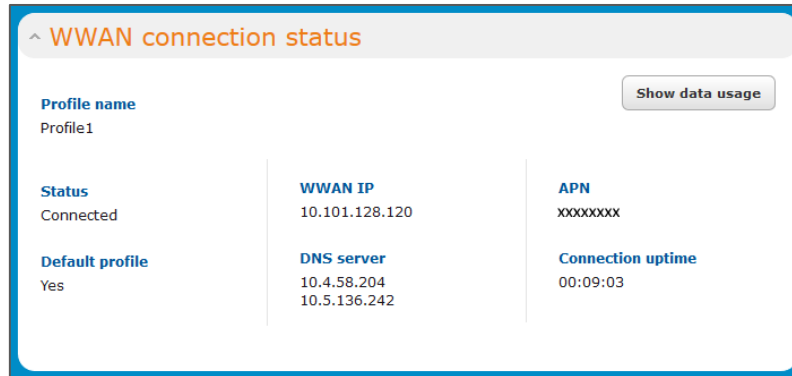 WWAN connection status
Show data usage
Profile name
Profile1
Status
Connected
WWAN IP
10.101.128.120
APN
xxxxxxxx
Default profile
Yes
DNS server
10.4.58.204
10.5.136.242
Connection uptime
00:09:03